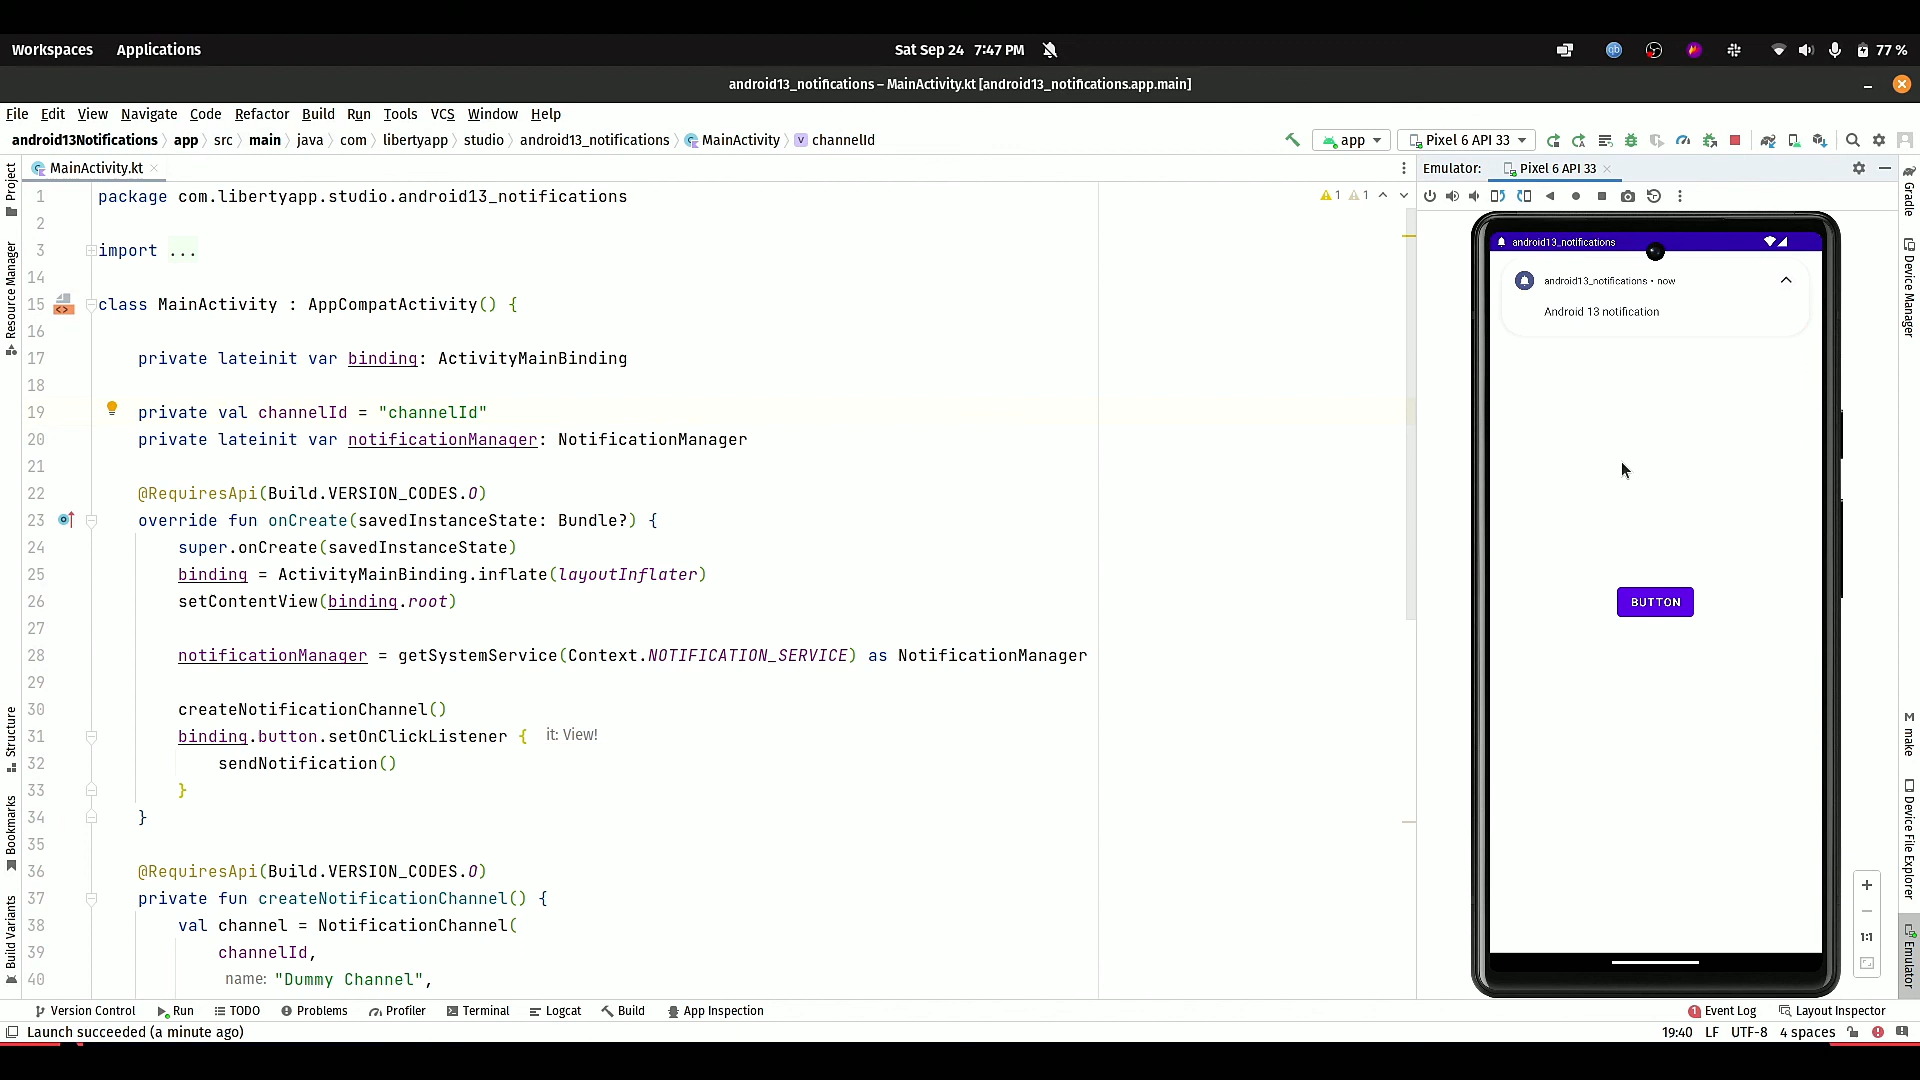 Workspaces Applications Sat Sep 24 7:47 PM 77 %
android13_notifications – MainActivity.kt [android13_notifications.app.main]
File Edit View Navigate Code Refactor Build Run Tools VCS Window Help
android13Notifications app src main java com libertyapp studio android13_notifications MainActivity channelId app Pixel 6 API 33
MainActivity.kt
Emulator: Pixel 6 API 33
1 package com.libertyapp.studio.android13_notifications
1 1
2
3 import ...
14
15 class MainActivity : AppCompatActivity() {
16
17 private lateinit var binding: ActivityMainBinding
18
19 private val channelId = "channelId"
20 private lateinit var notificationManager: NotificationManager
21
22 @RequiresApi(Build.VERSION_CODES.O)
23 override fun onCreate(savedInstanceState: Bundle?) {
24 super.onCreate(savedInstanceState)
25 binding = ActivityMainBinding.inflate(layoutInflater)
26 setContentView(binding.root)
27
28 notificationManager = getSystemService(Context.NOTIFICATION_SERVICE) as NotificationManager
29
30 createNotificationChannel()
31 binding.button.setOnClickListener { it: View!
32 sendNotification()
33 }
34 }
35
36 @RequiresApi(Build.VERSION_CODES.O)
37 private fun createNotificationChannel() {
38 val channel = NotificationChannel(
39 channelId,
40 name: "Dummy Channel",
android13_notifications
android13_notifications • now
Android 13 notification
BUTTON
1:1
Project
Resource Manager
Structure
Bookmarks
Build Variants
Gradle
Device Manager
M make
Device File Explorer
Emulator
Version Control Run TODO Problems Profiler Terminal Logcat Build App Inspection 1 Event Log Layout Inspector
Launch succeeded (a minute ago) 19:40 LF UTF-8 4 spaces